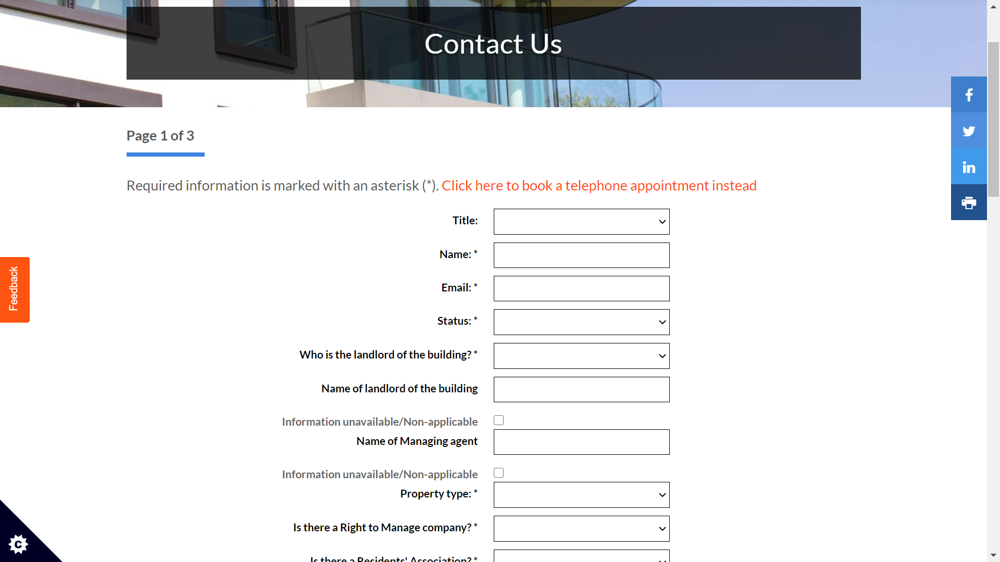 Contact Us
Page 1 of 3
Required information is marked with an asterisk (*). Click here to book a telephone appointment instead
Title:
Name: *
Email: *
Status: *
Who is the landlord of the building? *
Name of landlord of the building
Information unavailable/Non-applicable
Name of Managing agent
Information unavailable/Non-applicable
Property type: *
Is there a Right to Manage company? *
Is there a Residents' Association? *
Feedback